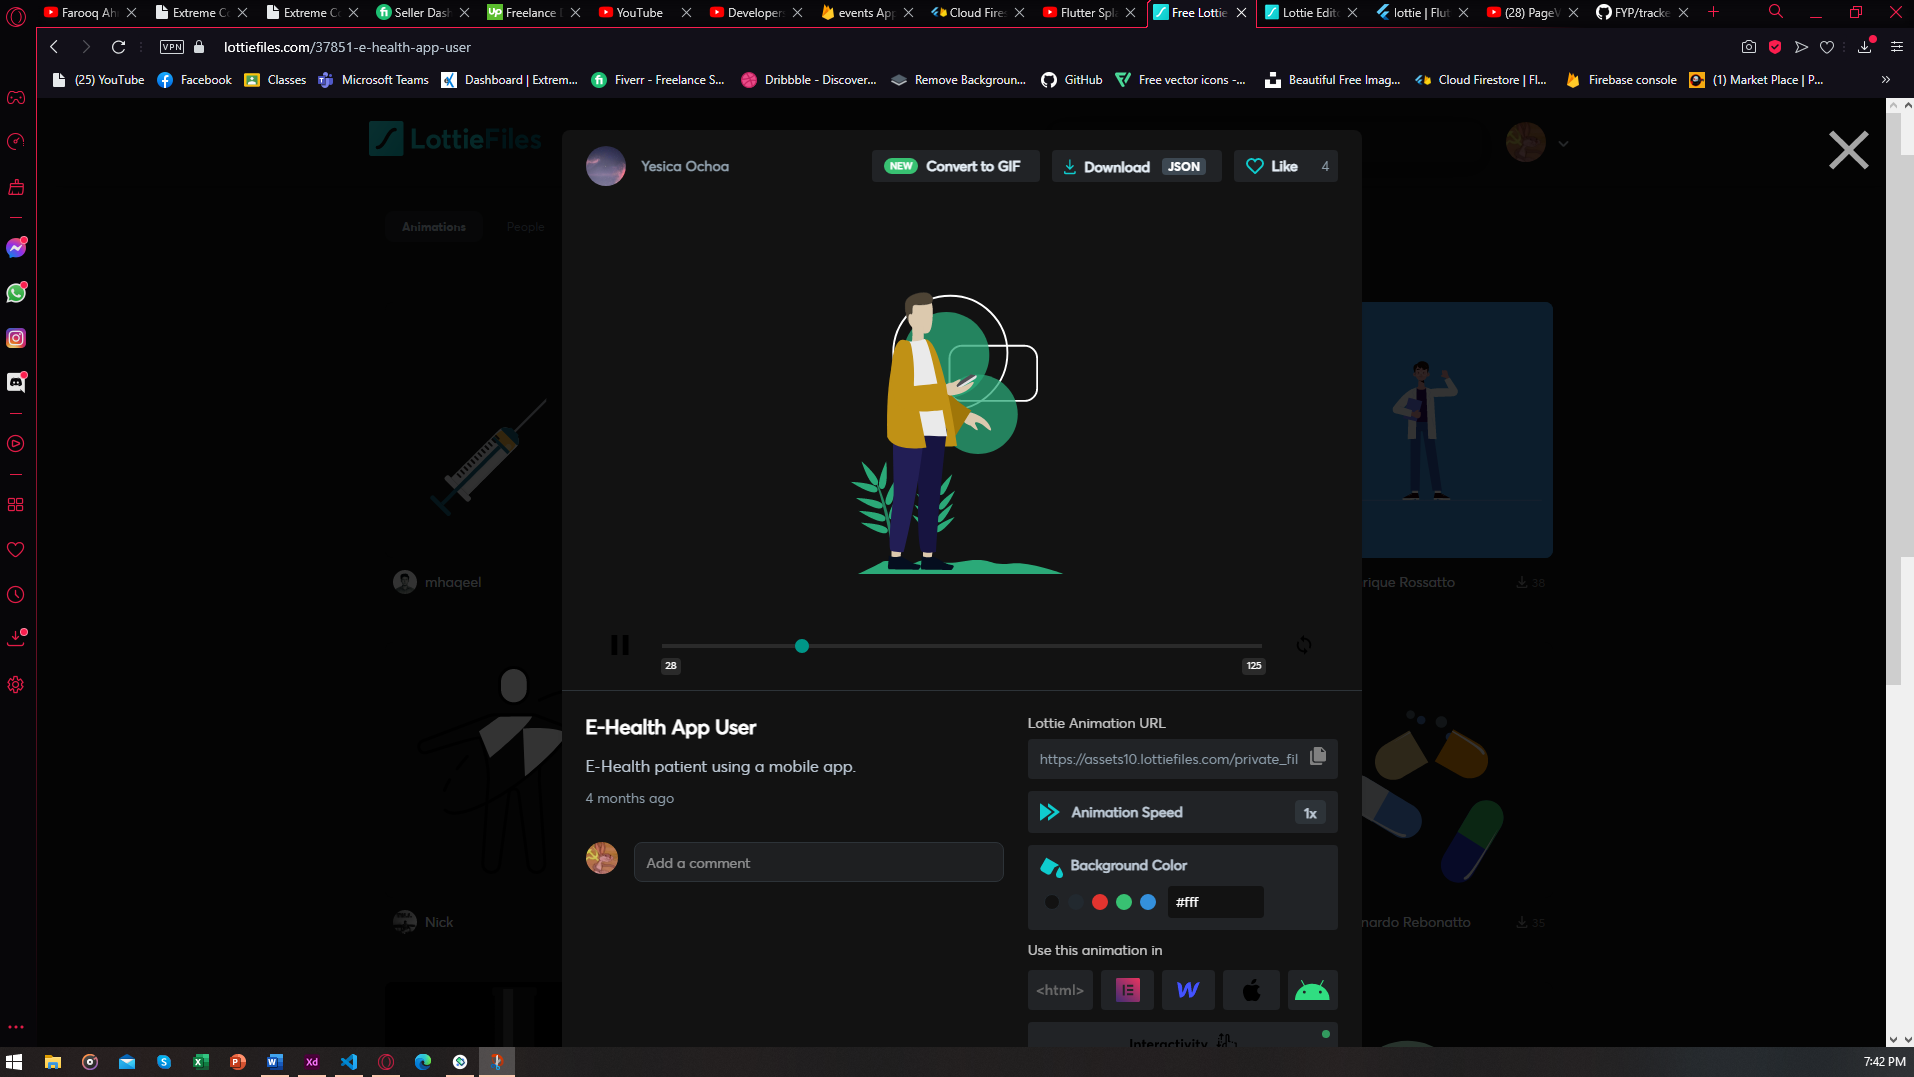 Farooq Ah
Extreme Co
Extreme Co
Seller Das
Freelance
YouTube
Developer
events App
Cloud Fire
Flutter Spl
Free Lottie
Lottie Edit
lottie | Flut
(28) PageV
FYP/tracke
VPN
lottiefiles.com/37851-e-health-app-user
(25) YouTube
Facebook
Classes
Microsoft Teams
Dashboard | Extrem...
Fiverr - Freelance S...
Dribbble - Discover...
Remove Backgroun...
GitHub
Free vector icons -...
Beautiful Free Imag...
Cloud Firestore | Fl...
Firebase console
(1) Market Place | P...
LottieFiles
Yesica Ochoa
NEW Convert to GIF
Download JSON
Like 4
Animations
People
mhaqeel
rique Rossatto
38
28
125
E-Health App User
E-Health patient using a mobile app.
4 months ago
Add a comment
Lottie Animation URL
https://assets10.lottiefiles.com/private_fil
Animation Speed
1x
Background Color
#fff
Use this animation in
<html>
Interactivity
Nick
nardo Rebonatto
35
7:42 PM